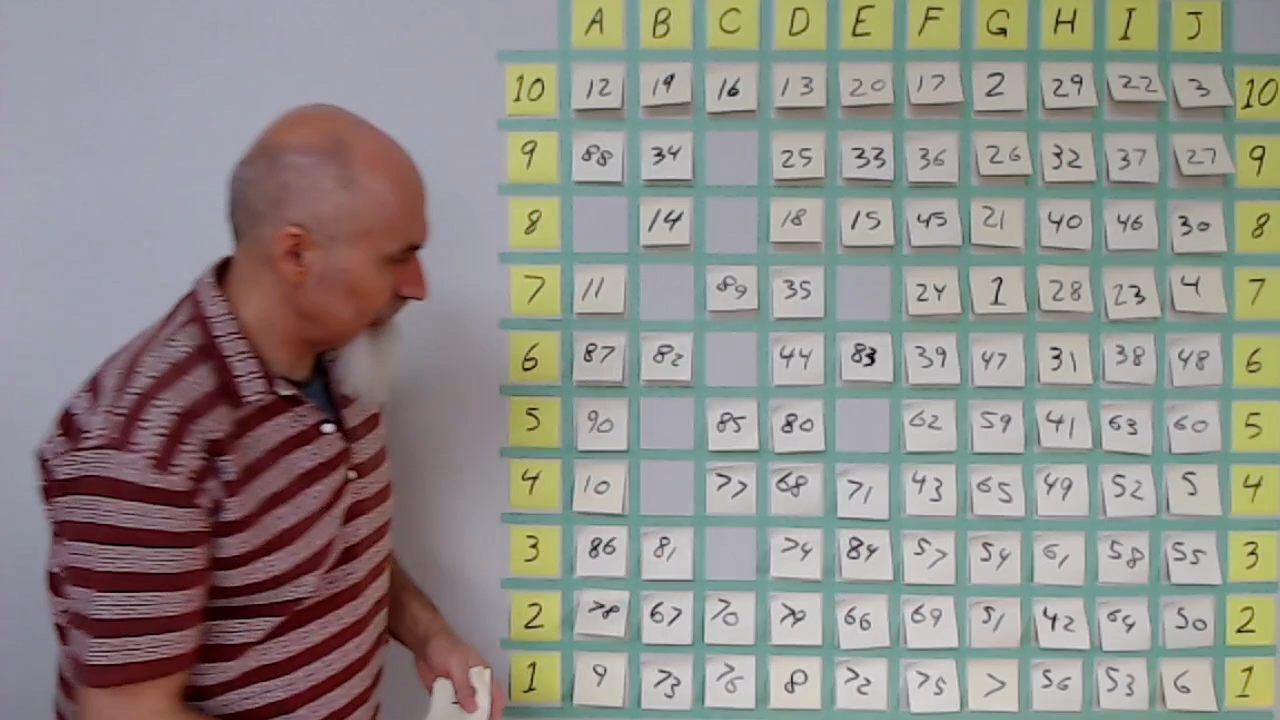 A B C D E F G H I J
10 12 19 16 13 20 17 2 29 22 3 10
9 88 34 25 33 36 26 32 37 27 9
8 14 18 15 45 21 40 46 30 8
7 11 89 35 24 1 28 23 4 7
6 87 82 44 83 39 47 31 38 48 6
5 90 85 80 62 59 41 63 60 5
4 10 77 68 71 43 65 49 52 5 4
3 86 81 74 84 57 54 61 58 55 3
2 78 67 70 79 66 69 51 42 64 50 2
1 9 73 76 8 72 75 7 56 53 6 1